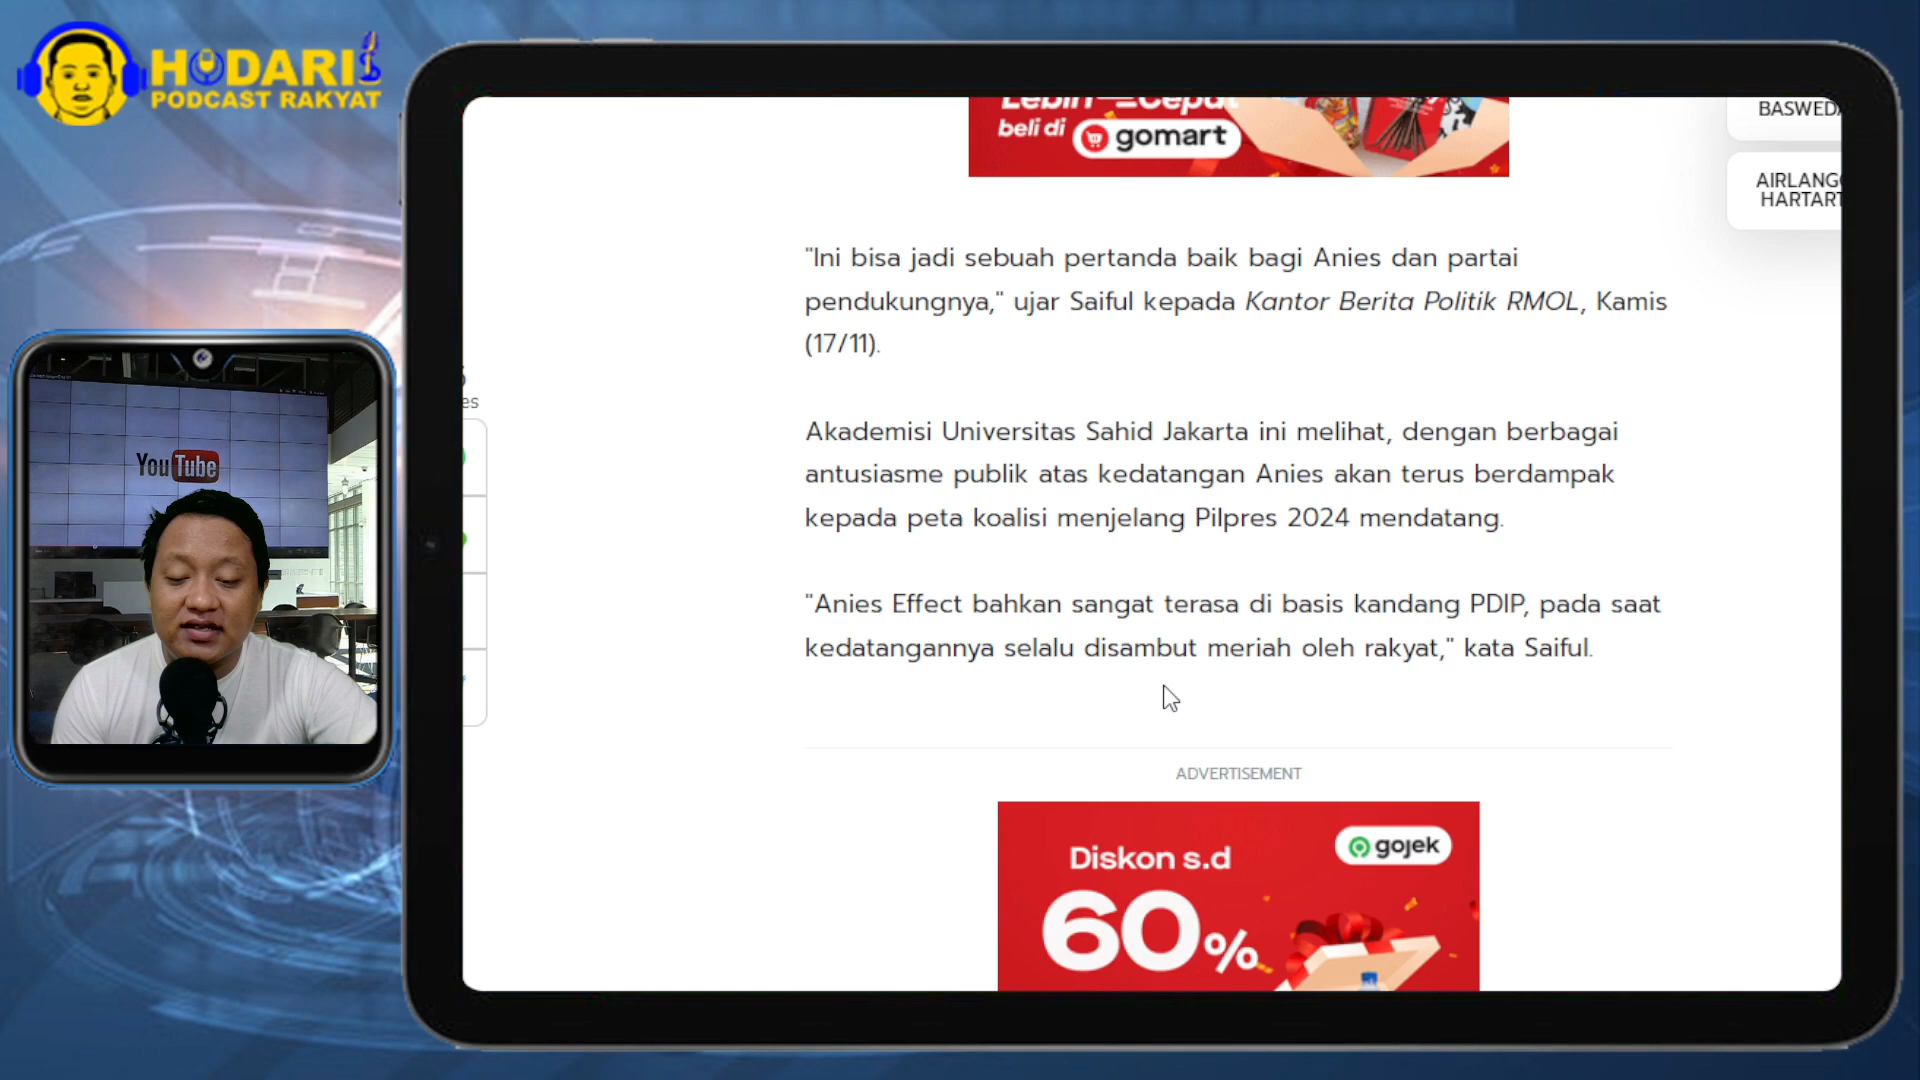 HODARI
PODCAST RAKYAT
YouTube
beli di gomart
AIRLANG
HARTART
"Ini bisa jadi sebuah pertanda baik bagi Anies dan partai
pendukungnya," ujar Saiful kepada Kantor Berita Politik RMOL, Kamis
(17/11).
es
Akademisi Universitas Sahid Jakarta ini melihat, dengan berbagai
antusiasme publik atas kedatangan Anies akan terus berdampak
kepada peta koalisi menjelang Pilpres 2024 mendatang.
"Anies Effect bahkan sangat terasa di basis kandang PDIP, pada saat
kedatangannya selalu disambut meriah oleh rakyat," kata Saiful.
ADVERTISEMENT
Diskon s.d
gojek
60%